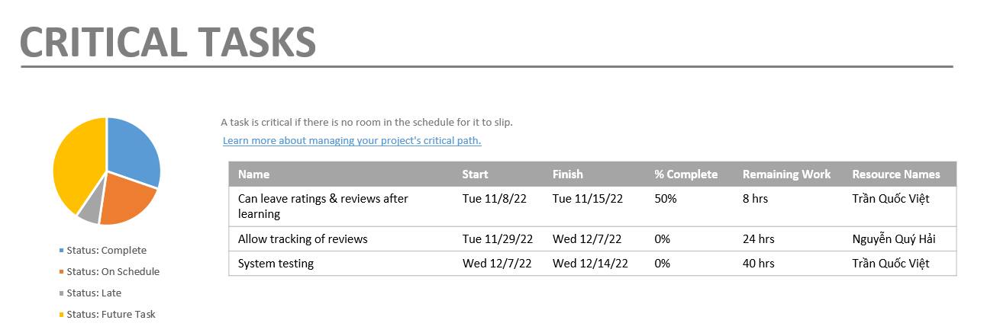 CRITICAL TASKS
A task is critical if there is no room in the schedule for it to slip.
Learn more about managing your project's critical path.
Name Start Finish % Complete Remaining Work Resource Names
Can leave ratings & reviews after
learning Tue 11/8/22 Tue 11/15/22 50% 8 hrs Trần Quốc Việt
Allow tracking of reviews Tue 11/29/22 Wed 12/7/22 0% 24 hrs Nguyễn Quý Hải
System testing Wed 12/7/22 Wed 12/14/22 0% 40 hrs Trần Quốc Việt
Status: Complete
Status: On Schedule
Status: Late
Status: Future Task